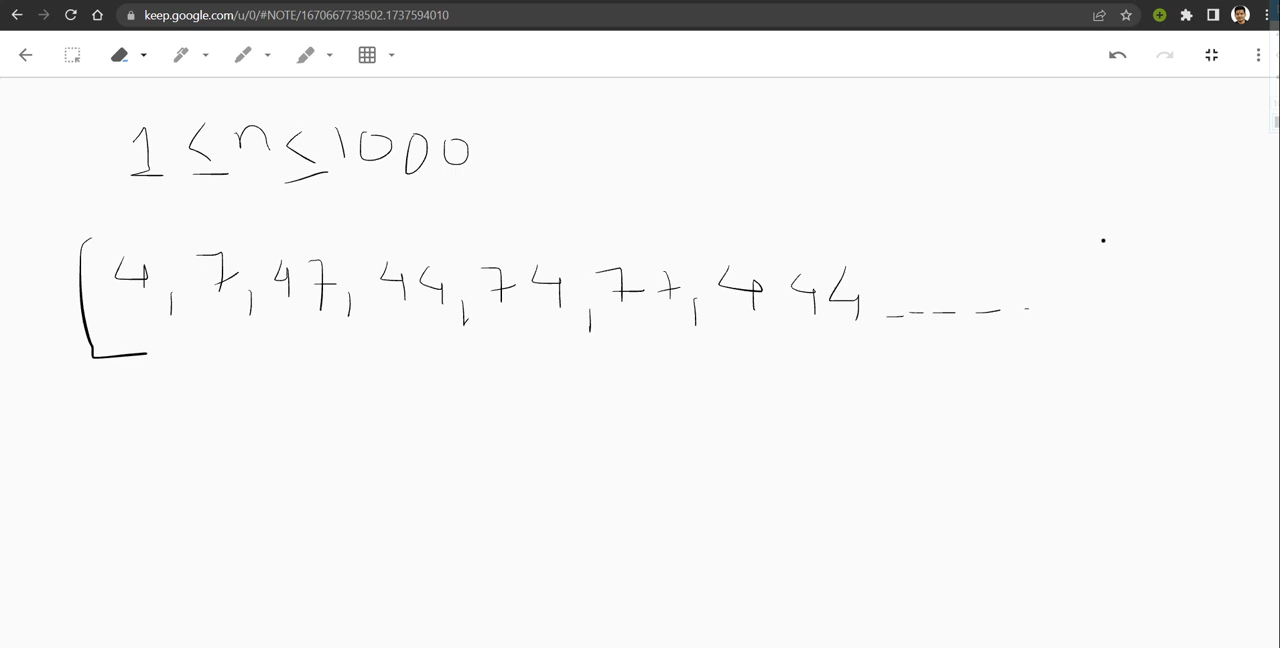 keep.google.com/u/0/#NOTE/1670667738502.1737594010
1 ≤ n ≤ 1000
[4, 7, 47, 44, 74, 77, 444 -----